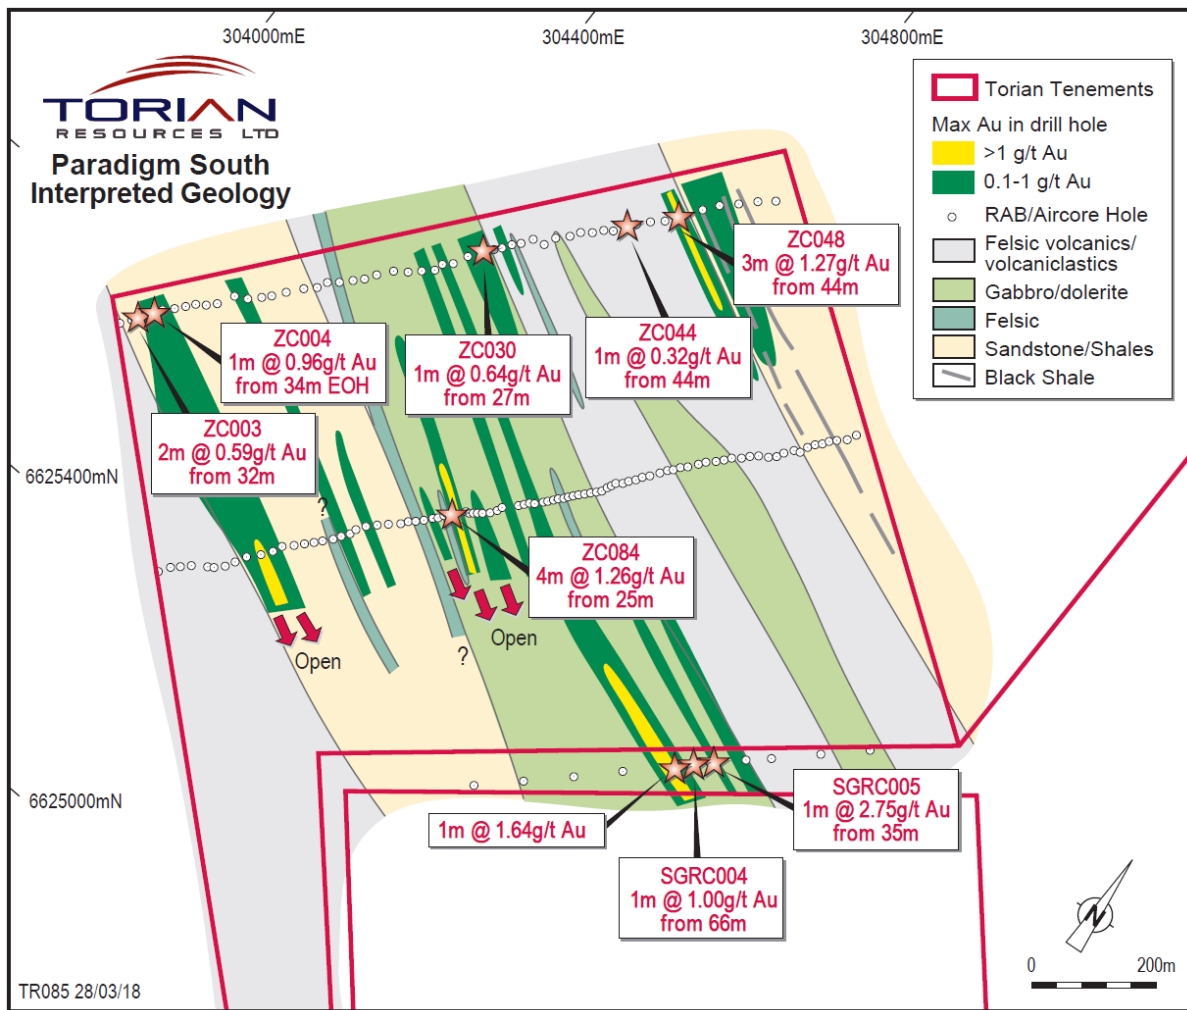 304000mE
304400mE
304800mE
TORIAN
RESOURCES LTD
Paradigm South
Interpreted Geology
Torian Tenements
Max Au in drill hole
>1 g/t Au
0.1-1 g/t Au
RAB/Aircore Hole
Felsic volcanics/
volcaniclastics
Gabbro/dolerite
Felsic
Sandstone/Shales
Black Shale
ZC048
3m @ 1.27g/t Au
from 44m
ZC044
1m @ 0.32g/t Au
from 44m
ZC030
1m @ 0.64g/t Au
from 27m
ZC004
1m @ 0.96g/t Au
from 34m EOH
ZC003
2m @ 0.59g/t Au
from 32m
6625400mN
?
ZC084
4m @ 1.26g/t Au
from 25m
Open
Open
?
6625000mN
1m @ 1.64g/t Au
SGRC005
1m @ 2.75g/t Au
from 35m
SGRC004
1m @ 1.00g/t Au
from 66m
N
0
200m
TR085 28/03/18